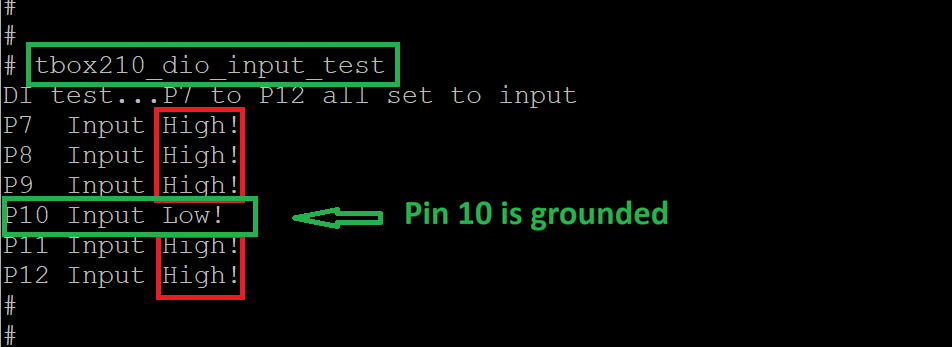 #
#
# tbox210_dio_input_test
DI test...P7 to P12 all set to input
P7 Input High!
P8 Input High!
P9 Input High!
P10 Input Low! Pin 10 is grounded
P11 Input High!
P12 Input High!
#
#